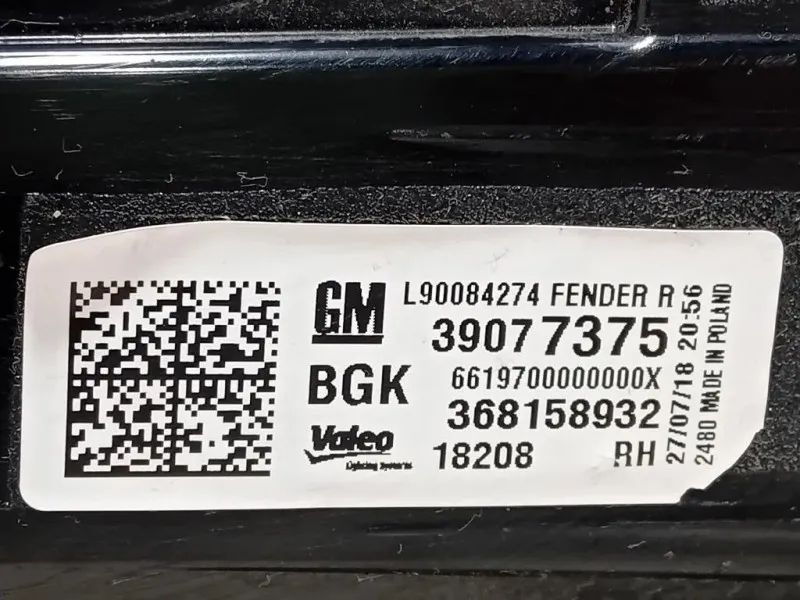 GM
L90084274 FENDER R
39077375
BGK
6619700000000X
368158932
Valeo
Lighting Systems
18208
RH
27/07/18 20:56
2480 MADE IN POLAND